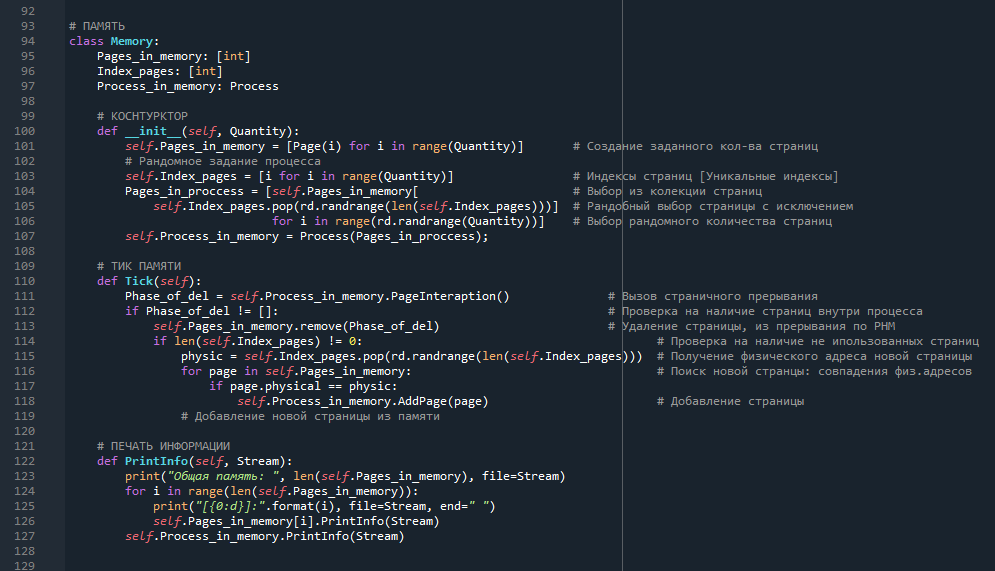 92
93 # ПАМЯТЬ
94 class Memory:
95     Pages_in_memory: [int]
96     Index_pages: [int]
97     Process_in_memory: Process
98
99     # КОСНТУРКТОР
100     def __init__(self, Quantity):
101         self.Pages_in_memory = [Page(i) for i in range(Quantity)]       # Создание заданного кол-ва страниц
102         # Рандомное задание процесса
103         self.Index_pages = [i for i in range(Quantity)]                 # Индексы страниц [Уникальные индексы]
104         Pages_in_proccess = [self.Pages_in_memory[                      # Выбор из колекции страниц
105             self.Index_pages.pop(rd.randrange(len(self.Index_pages)))]  # Рандобный выбор страницы с исключением
106                              for i in range(rd.randrange(Quantity))]    # Выбор рандомного количества страниц
107         self.Process_in_memory = Process(Pages_in_proccess);
108
109     # ТИК ПАМЯТИ
110     def Tick(self):
111         Phase_of_del = self.Process_in_memory.PageInteraption()              # Вызов страничного прерывания
112         if Phase_of_del != []:                                               # Проверка на наличие страниц внутри процесса
113             self.Pages_in_memory.remove(Phase_of_del)                        # Удаление страницы, из прерывания по PHM
114             if len(self.Index_pages) != 0:                                          # Проверка на наличие не ипользованных страниц
115                 physic = self.Index_pages.pop(rd.randrange(len(self.Index_pages)))  # Получение физического адреса новой страницы
116                 for page in self.Pages_in_memory:                                   # Поиск новой странцы: совпадения физ.адресов
117                     if page.physical == physic:
118                         self.Process_in_memory.AddPage(page)                        # Добавление страницы
119                 # Добавление новой страницы из памяти
120
121     # ПЕЧАТЬ ИНФОРМАЦИИ
122     def PrintInfo(self, Stream):
123         print("Общая память: ", len(self.Pages_in_memory), file=Stream)
124         for i in range(len(self.Pages_in_memory)):
125             print("[{0:d}]:".format(i), file=Stream, end=" ")
126             self.Pages_in_memory[i].PrintInfo(Stream)
127         self.Process_in_memory.PrintInfo(Stream)
128
129